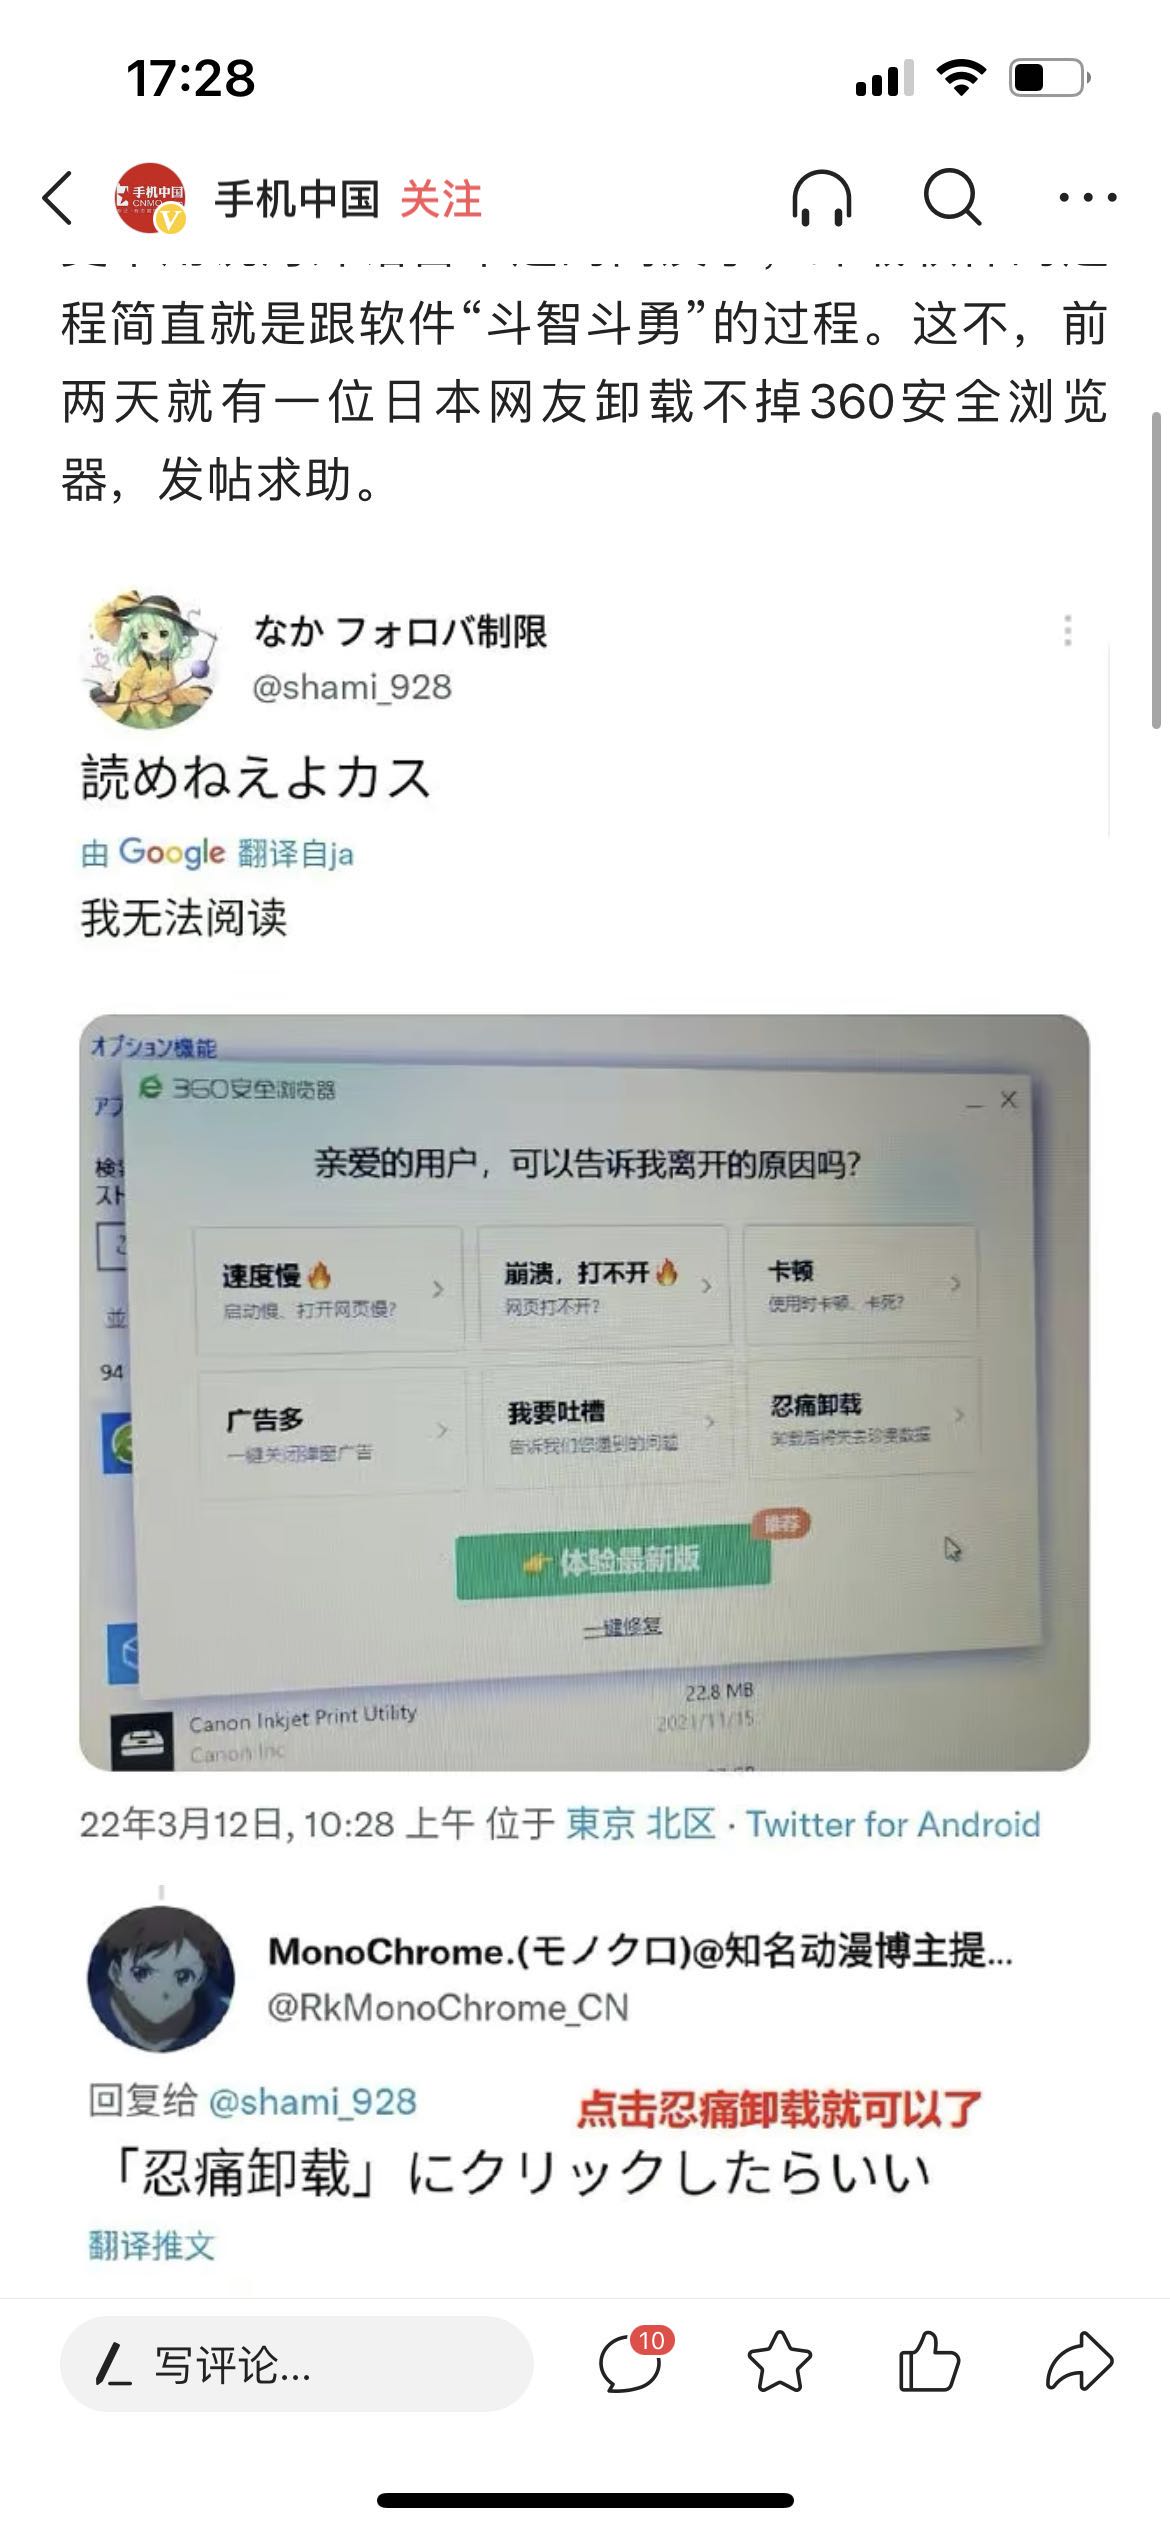 17:28
手机中国 关注
程简直就是跟软件“斗智斗勇”的过程。这不，前
两天就有一位日本网友卸载不掉360安全浏览
器，发帖求助。
なか フォロバ制限
@shami_928
読めねえよカス
由 Google 翻译自ja
我无法阅读
オプション機能
360安全浏览器
亲爱的用户，可以告诉我离开的原因吗?
速度慢
启动慢、打开网页慢?
崩溃，打不开
网页打不开?
卡顿
使用时卡顿、卡死?
94
广告多
一键关闭弹窗广告
我要吐槽
告诉我们您遇到的问题
忍痛卸载
卸载后将失去珍贵数据
推荐
体验最新版
一键修复
Canon Inkjet Print Utility
Canon Inc
22.8 MB
2021/11/15
22年3月12日, 10:28 上午 位于 東京 北区 · Twitter for Android
MonoChrome.(モノクロ)@知名动漫博主提...
@RkMonoChrome_CN
回复给 @shami_928
点击忍痛卸载就可以了
「忍痛卸载」にクリックしたらいい
翻译推文
写评论...
10